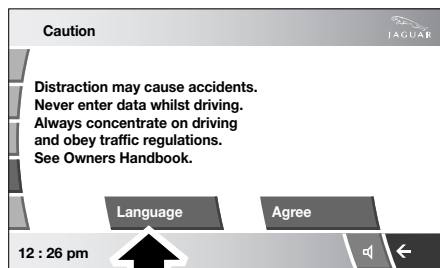 Caution
JAGUAR
Distraction may cause accidents.
Never enter data whilst driving.
Always concentrate on driving
and obey traffic regulations.
See Owners Handbook.
Language
Agree
12 : 26 pm